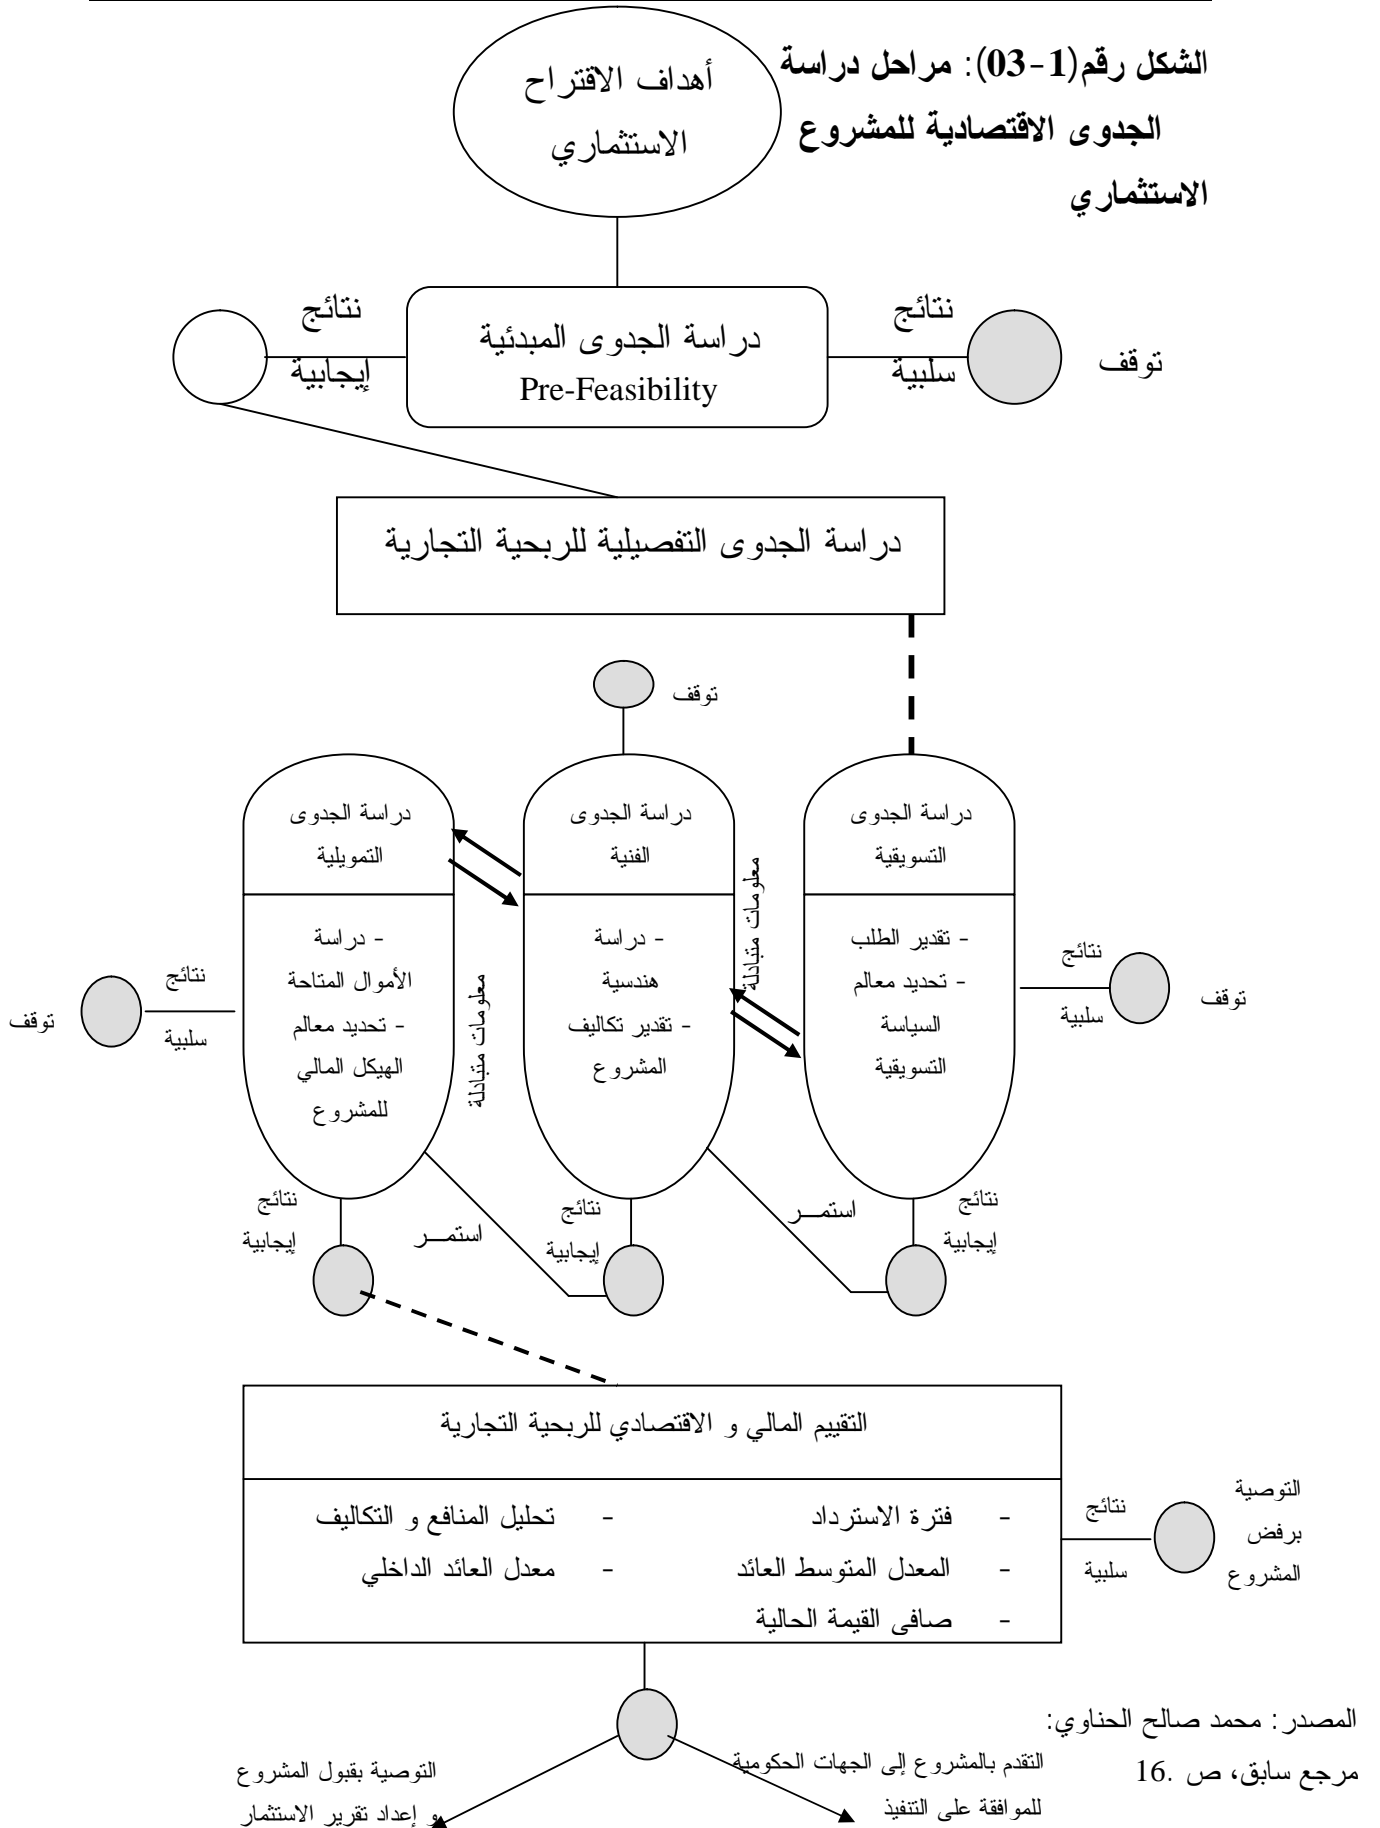 الشكل رقم(1-03): مراحل دراسة
الجدوى الاقتصادية للمشروع
الاستثماري
أهداف الاقتراح
الاستثماري
نتائج
سلبية
توقف
دراسة الجدوى المبدئية
Pre-Feasibility
نتائج
إيجابية
دراسة الجدوى التفصيلية للربحية التجارية
توقف
دراسة الجدوى
التسويقية
- تقدير الطلب
- تحديد معالم
السياسة
التسويقية
نتائج
سلبية
توقف
معلومات متبادلة
دراسة الجدوى
الفنية
- دراسة
هندسية
- تقدير تكاليف
المشروع
معلومات متبادلة
دراسة الجدوى
التمويلية
- دراسة
الأموال المتاحة
- تحديد معالم
الهيكل المالي
للمشروع
نتائج
سلبية
توقف
نتائج
إيجابية
استمــر
نتائج
إيجابية
استمــر
نتائج
إيجابية
التقييم المالي و الاقتصادي للربحية التجارية
- فترة الاسترداد
- المعدل المتوسط العائد
- صافى القيمة الحالية
- تحليل المنافع و التكاليف
- معدل العائد الداخلي
نتائج
سلبية
التوصية
برفض
المشروع
التقدم بالمشروع إلى الجهات الحكومية
للموافقة على التنفيذ
التوصية بقبول المشروع
و إعداد تقرير الاستثمار
المصدر: محمد صالح الحناوي:
مرجع سابق، ص .16